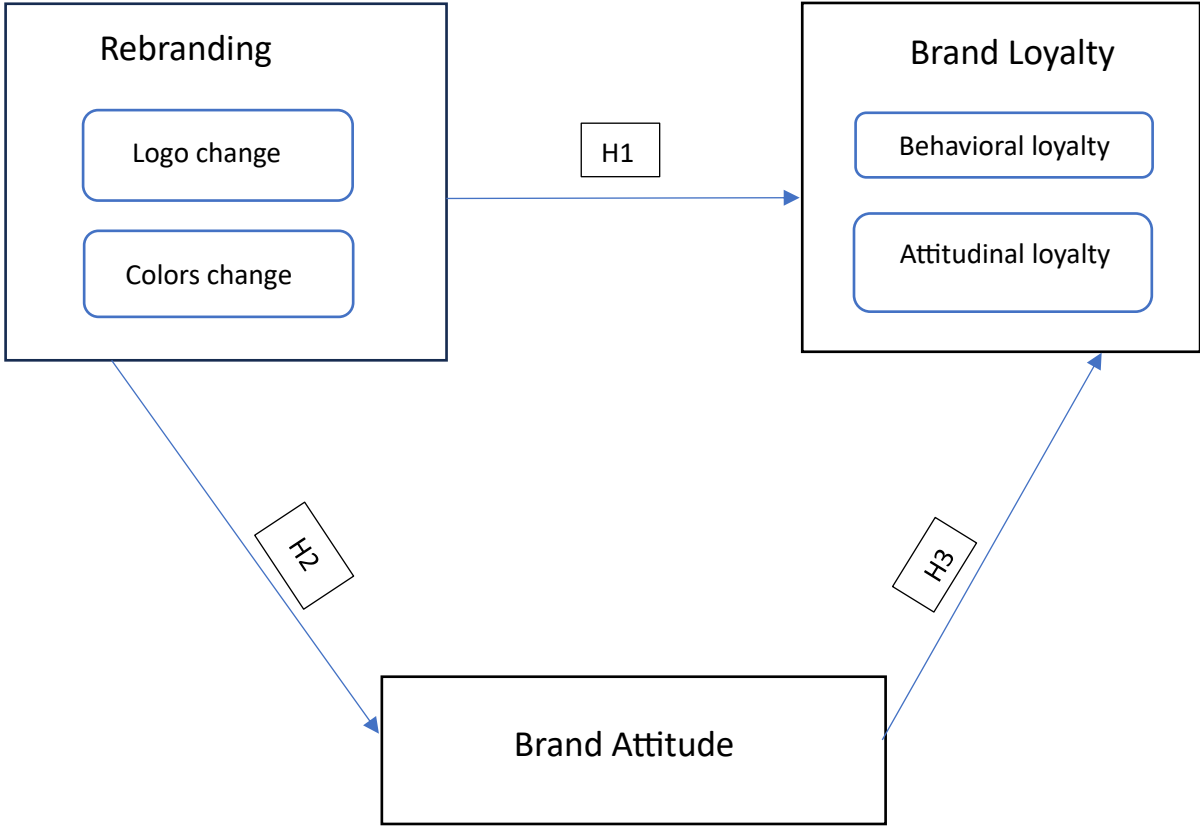 Rebranding
Logo change
Colors change
H1
Brand Loyalty
Behavioral loyalty
Attitudinal loyalty
H2
H3
Brand Attitude